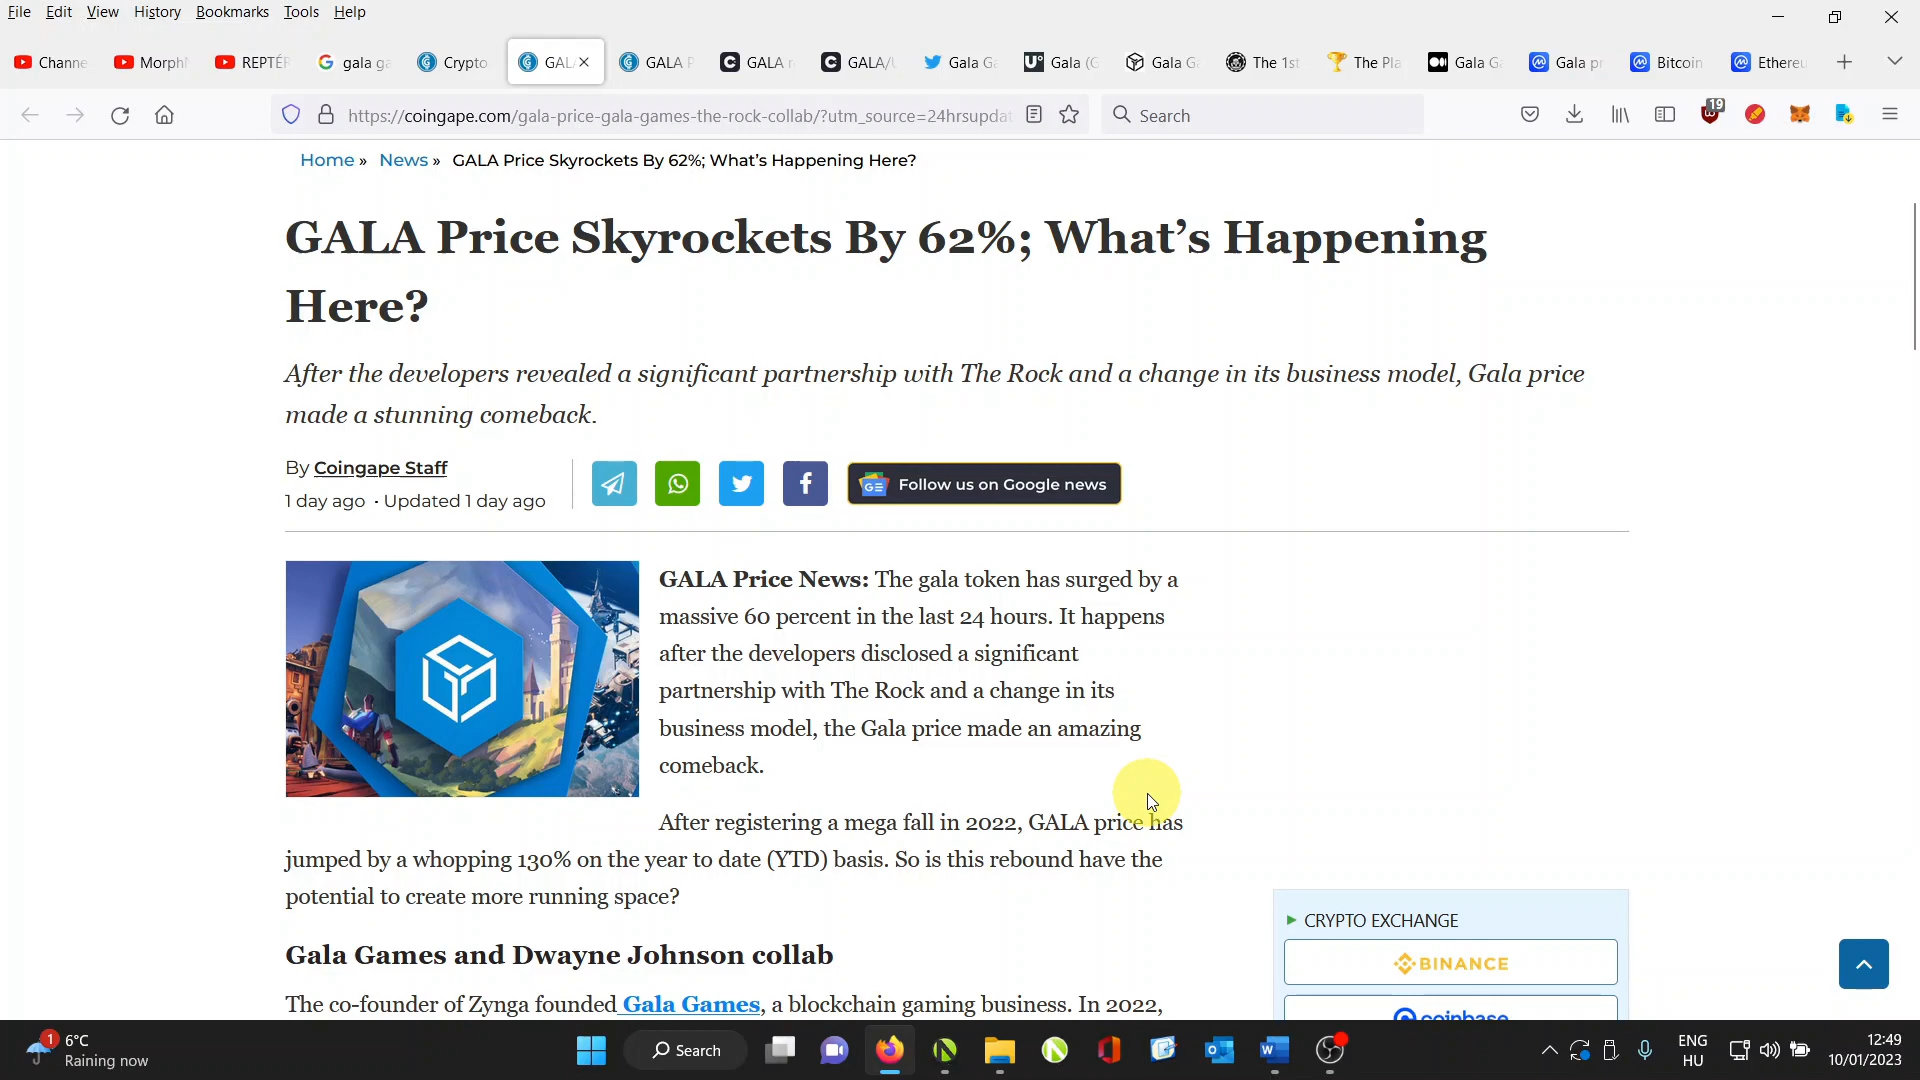 File Edit View History Bookmarks Tools Help
Chann
Morph
REPTÉR
gala ga
Crypto
GAL
GALA P
GALA
GALA/
Gala Ga
Gala (G
Gala G
The 1st
The Pla
Gala Ga
Gala pr
Bitcoin
Ethereu
https://coingape.com/gala-price-gala-games-the-rock-collab/?utm_source=24hrsupdat
Search
19
Home » News » GALA Price Skyrockets By 62%; What’s Happening Here?
GALA Price Skyrockets By 62%; What’s Happening
Here?
After the developers revealed a significant partnership with The Rock and a change in its business model, Gala price
made a stunning comeback.
By Coingape Staff
1 day ago • Updated 1 day ago
Follow us on Google news
GALA Price News: The gala token has surged by a
massive 60 percent in the last 24 hours. It happens
after the developers disclosed a significant
partnership with The Rock and a change in its
business model, the Gala price made an amazing
comeback.
After registering a mega fall in 2022, GALA price has
jumped by a whopping 130% on the year to date (YTD) basis. So is this rebound have the
potential to create more running space?
Gala Games and Dwayne Johnson collab
The co-founder of Zynga founded Gala Games, a blockchain gaming business. In 2022,
CRYPTO EXCHANGE
BINANCE
coinbase
1
6°C
Raining now
Search
ENG
HU
12:49
10/01/2023